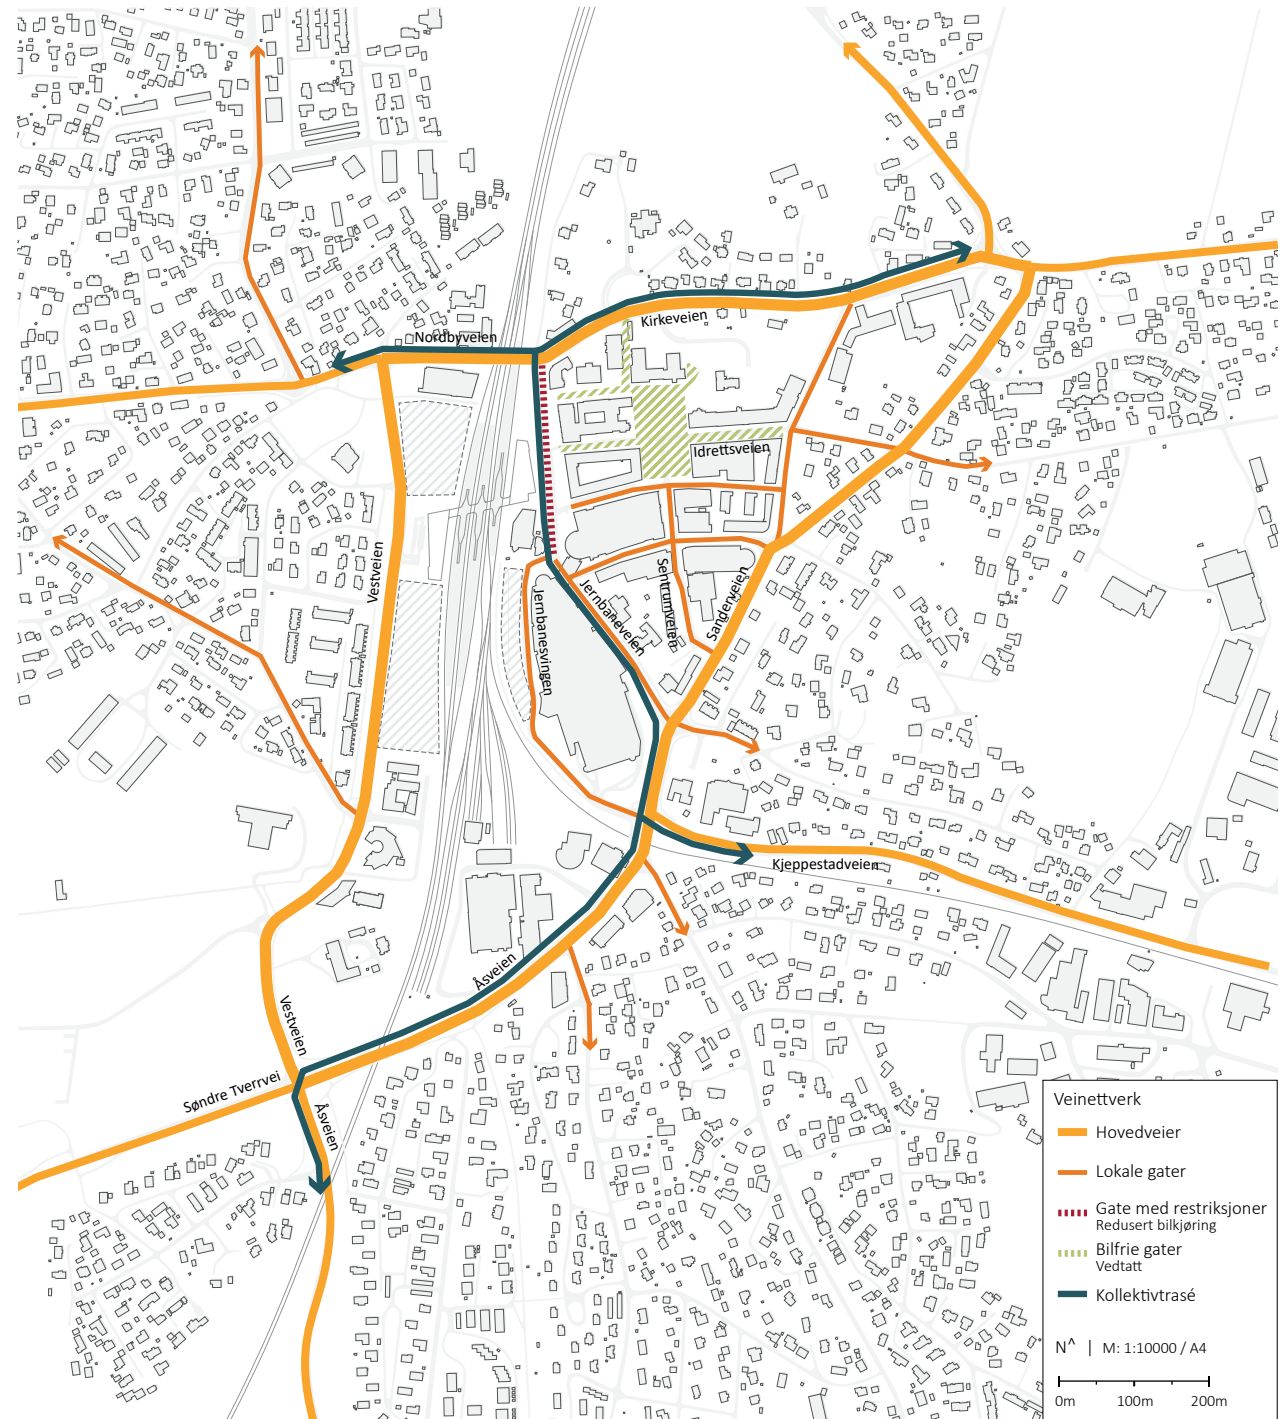 Nordbyveien
Kirkeveien
Idrettsveien
Vestveien
Jernbanesvingen
Jernbaneveien
Sentrumveien
Sanderveien
Kjeppestadveien
Åsveien
Vestveien
Søndre Tverrvei
Åsveien
Veinettverk
Hovedveier
Lokale gater
Gate med restriksjoner
Redusert bilkjøring
Bilfrie gater
Vedtatt
Kollektivtrasé
N^ | M: 1:10000 / A4
0m 100m 200m